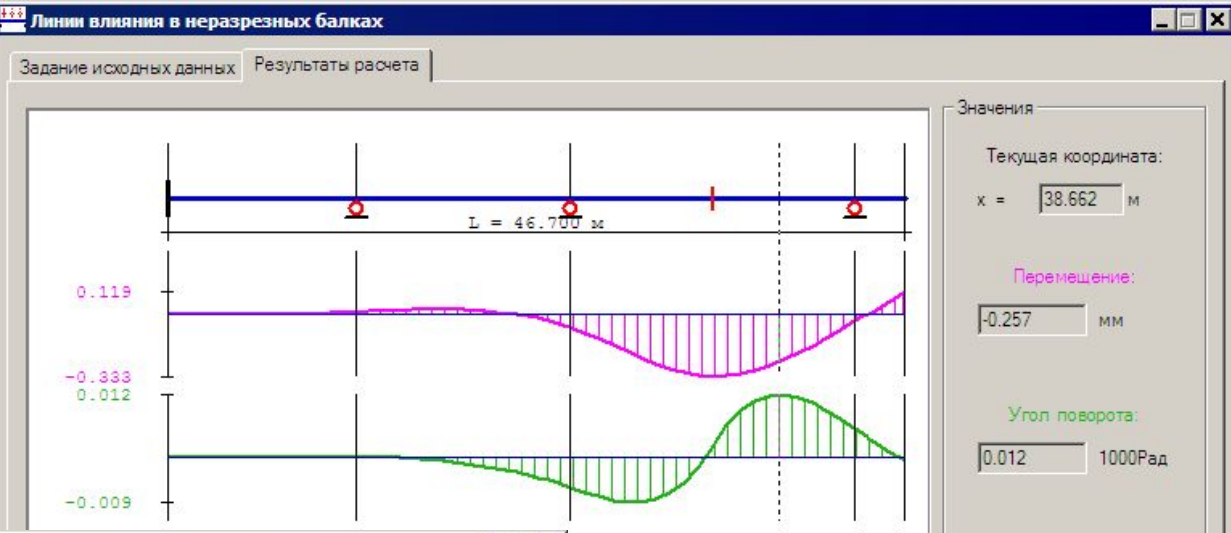 Линии влияния в неразрезных балках
Задание исходных данных Результаты расчета
Значения
Текущая координата:
x = 38.662 м
L = 46.700 м
Перемещение:
-0.257 мм
0.119
-0.333
Угол поворота:
0.012 1000Рад
0.012
-0.009